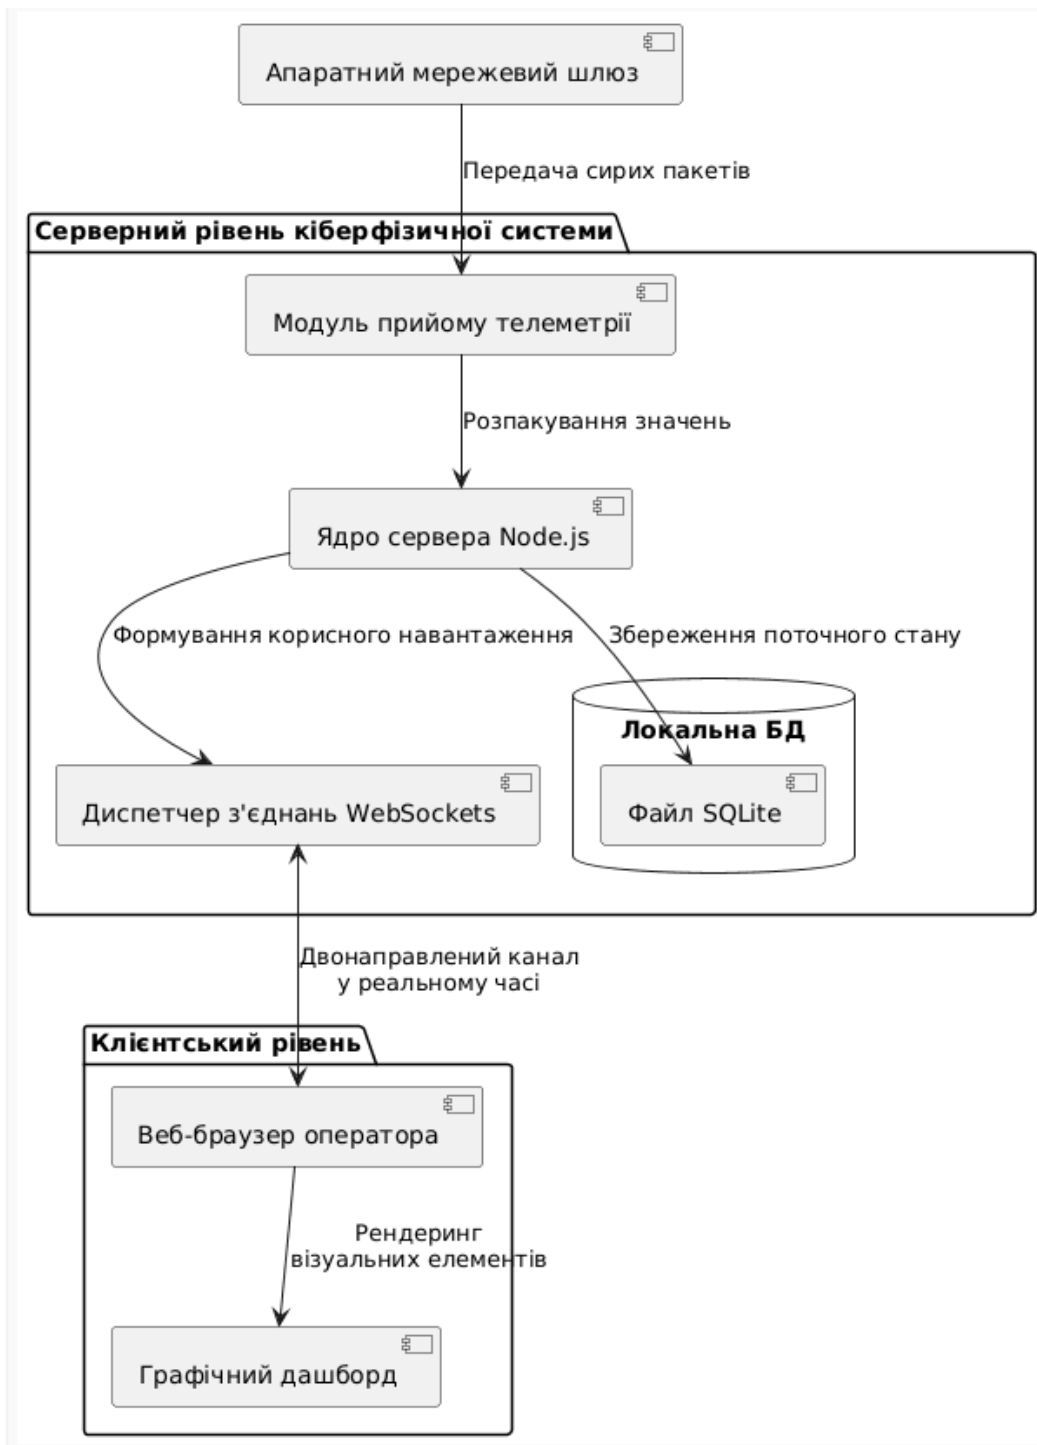 Апаратний мережевий шлюз
Передача сирих пакетів
Серверний рівень кіберфізичної системи
Модуль прийому телеметрії
Розпакування значень
Ядро сервера Node.js
Формування корисного навантаження
Збереження поточного стану
Локальна БД
Диспетчер з'єднань WebSockets
Файл SQLite
Двонаправлений канал
у реальному часі
Клієнтський рівень
Веб-браузер оператора
Рендеринг
візуальних елементів
Графічний дашборд